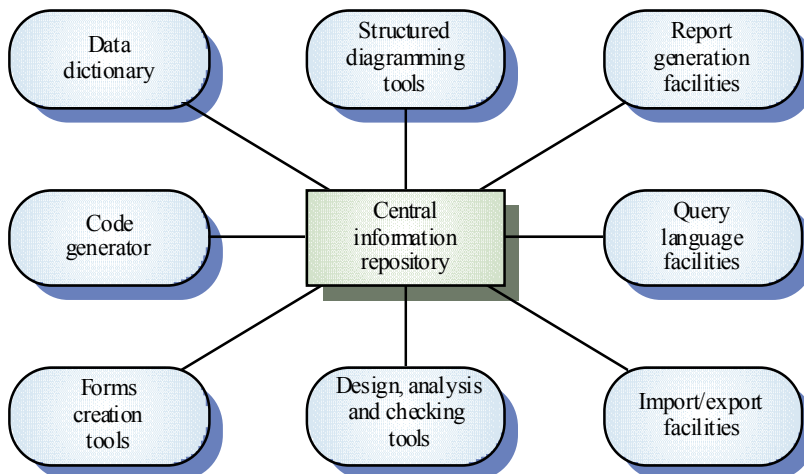 Data
dictionary
Structured
diagramming
tools
Report
generation
facilities
Code
generator
Central
information
repository
Query
language
facilities
Forms
creation
tools
Design, analysis
and checking
tools
Import/export
facilities